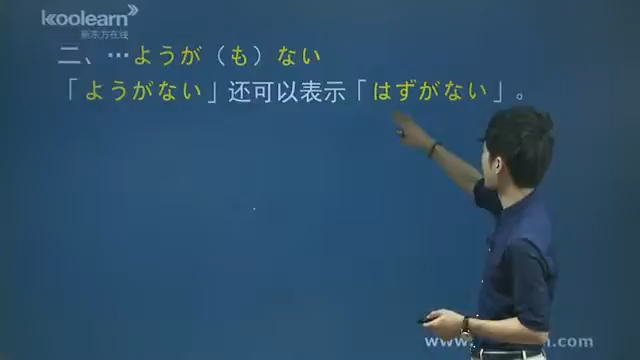 koolearn
新东方在线
二、…ようが（も）ない
「ようがない」还可以表示「はずがない」。